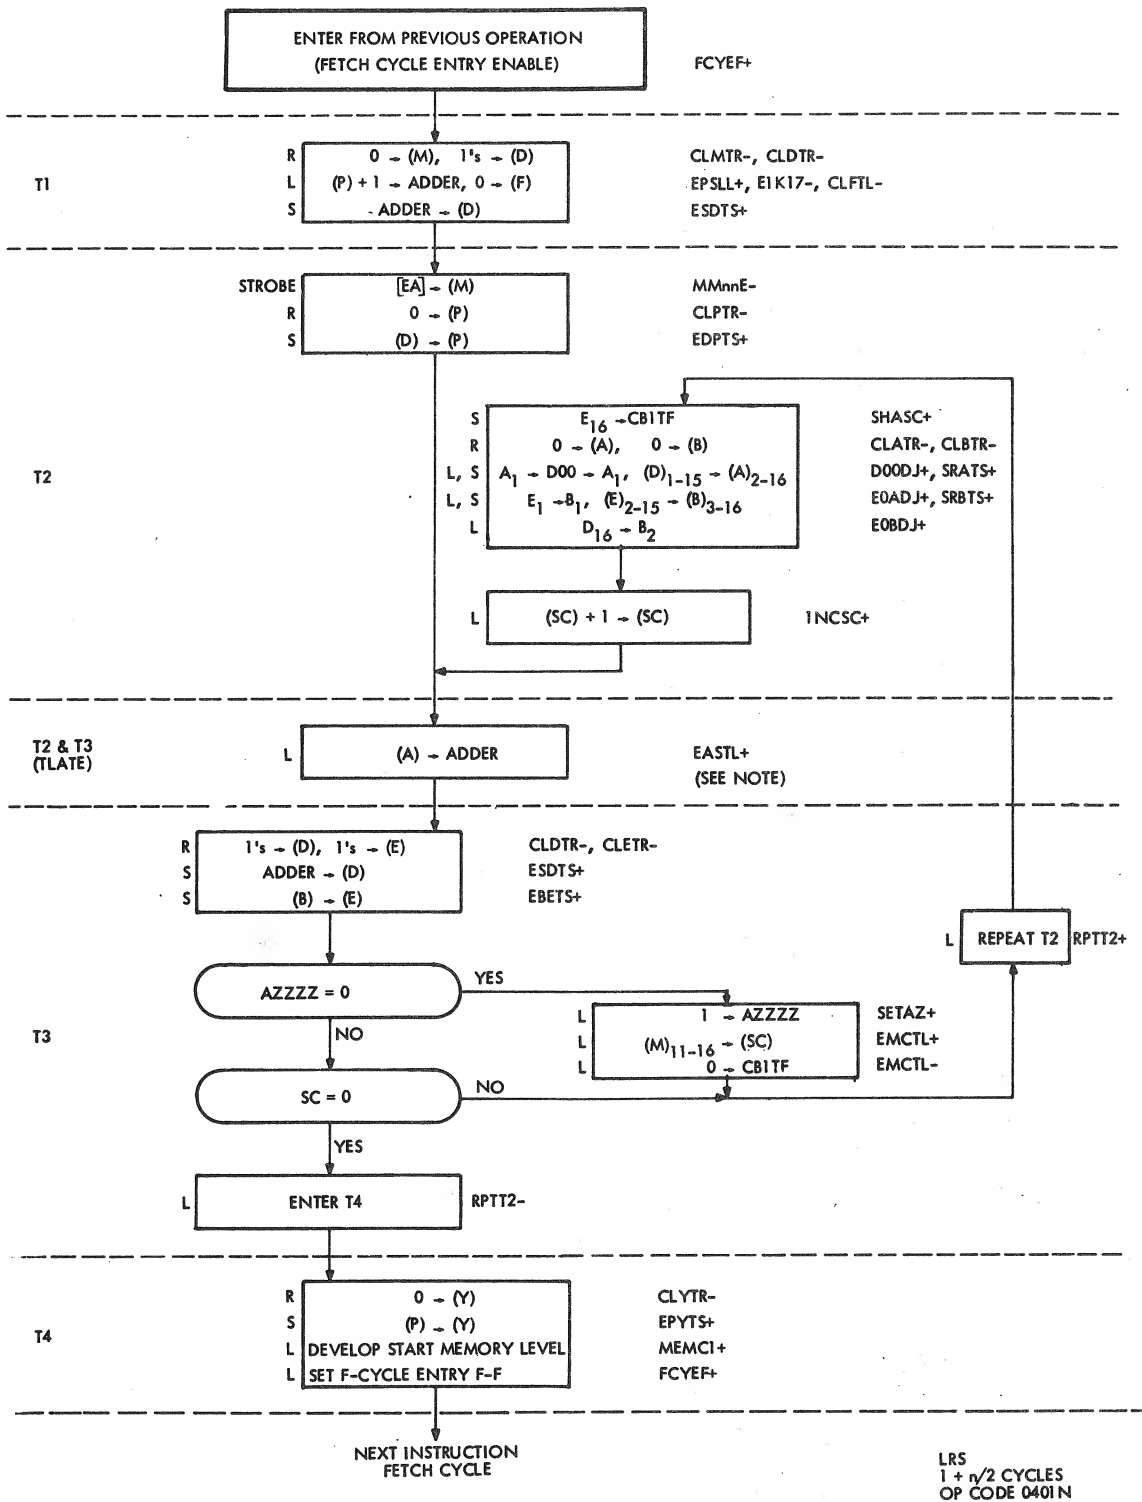 ENTER FROM PREVIOUS OPERATION
(FETCH CYCLE ENTRY ENABLE)
FCYEF+
T1
R 0 → (M), 1's → (D) CLMTR-, CLDTR-
L (P) + 1 → ADDER, 0 → (F) EPSLL+, E1K17-, CLFTL-
S ADDER → (D) ESDTS+
STROBE [EA] → (M) MMnnE-
R 0 → (P) CLPTR-
S (D) → (P) EDPTS+
T2
S E16 → CB1TF SHASC+
R 0 → (A), 0 → (B) CLATR-, CLBTR-
L, S A1 → D00 → A1, (D)1-15 → (A)2-16 D00DJ+, SRATS+
L, S E1 → B1, (E)2-15 → (B)3-16 E0ADJ+, SRBTS+
L D16 → B2 E0BDJ+
L (SC) + 1 → (SC) 1NCSC+
T2 & T3
(TLATE)
L (A) → ADDER EASTL+
(SEE NOTE)
R 1's → (D), 1's → (E) CLDTR-, CLETR-
S ADDER → (D) ESDTS+
S (B) → (E) EBETS+
L REPEAT T2 RPTT2+
AZZZZ = 0
YES
NO
T3
L 1 → AZZZZ SETAZ+
L (M)11-16 → (SC) EMCTL+
L 0 → CB1TF EMCTL-
SC = 0
NO
YES
L ENTER T4 RPTT2-
T4
R 0 → (Y) CLYTR-
S (P) → (Y) EPYTS+
L DEVELOP START MEMORY LEVEL MEMC1+
L SET F-CYCLE ENTRY F-F FCYEF+
NEXT INSTRUCTION
FETCH CYCLE
LRS
1 + n/2 CYCLES
OP CODE 0401N